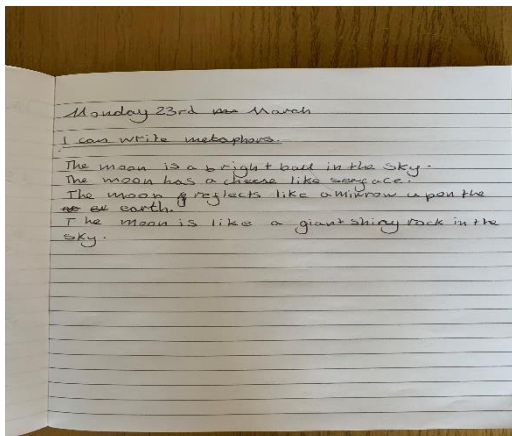 Monday 23rd March
I can write metaphors.
The moon is a bright ball in the sky.
The moon has a cheese like surface.
The moon reflects like a mirrow upon the
earth.
The moon is like a giant shiny rock in the
sky.